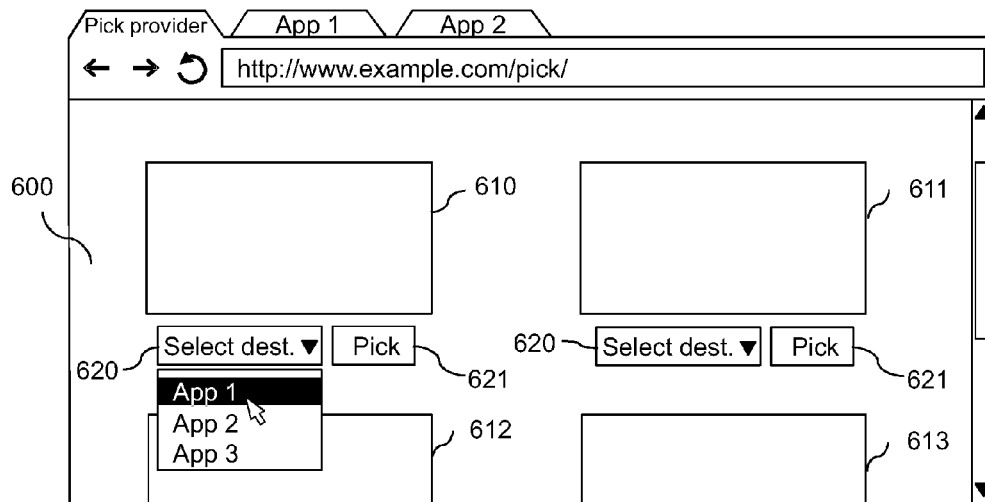 Pick provider App 1 App 2
http://www.example.com/pick/
600 610 611
620 Select dest. Pick 621 620 Select dest. Pick 621
App 1
App 2
App 3
612 613